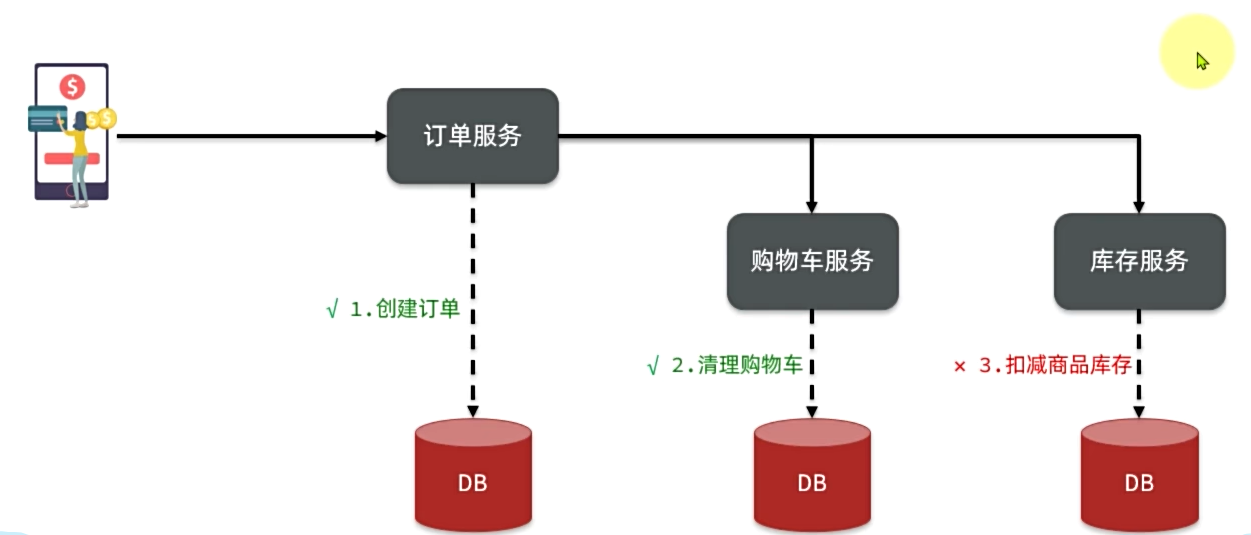 $
$
$
订单服务
购物车服务
库存服务
√ 1.创建订单
√ 2.清理购物车
× 3.扣减商品库存
DB
DB
DB